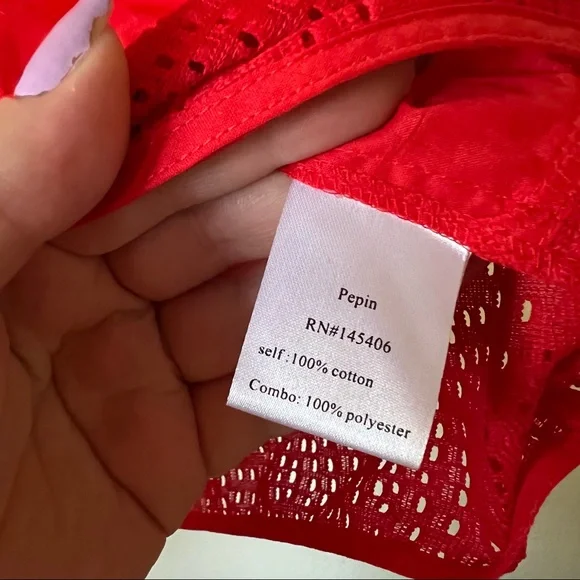 Pepin
RN#145406
self :100% cotton
Combo: 100% polyester